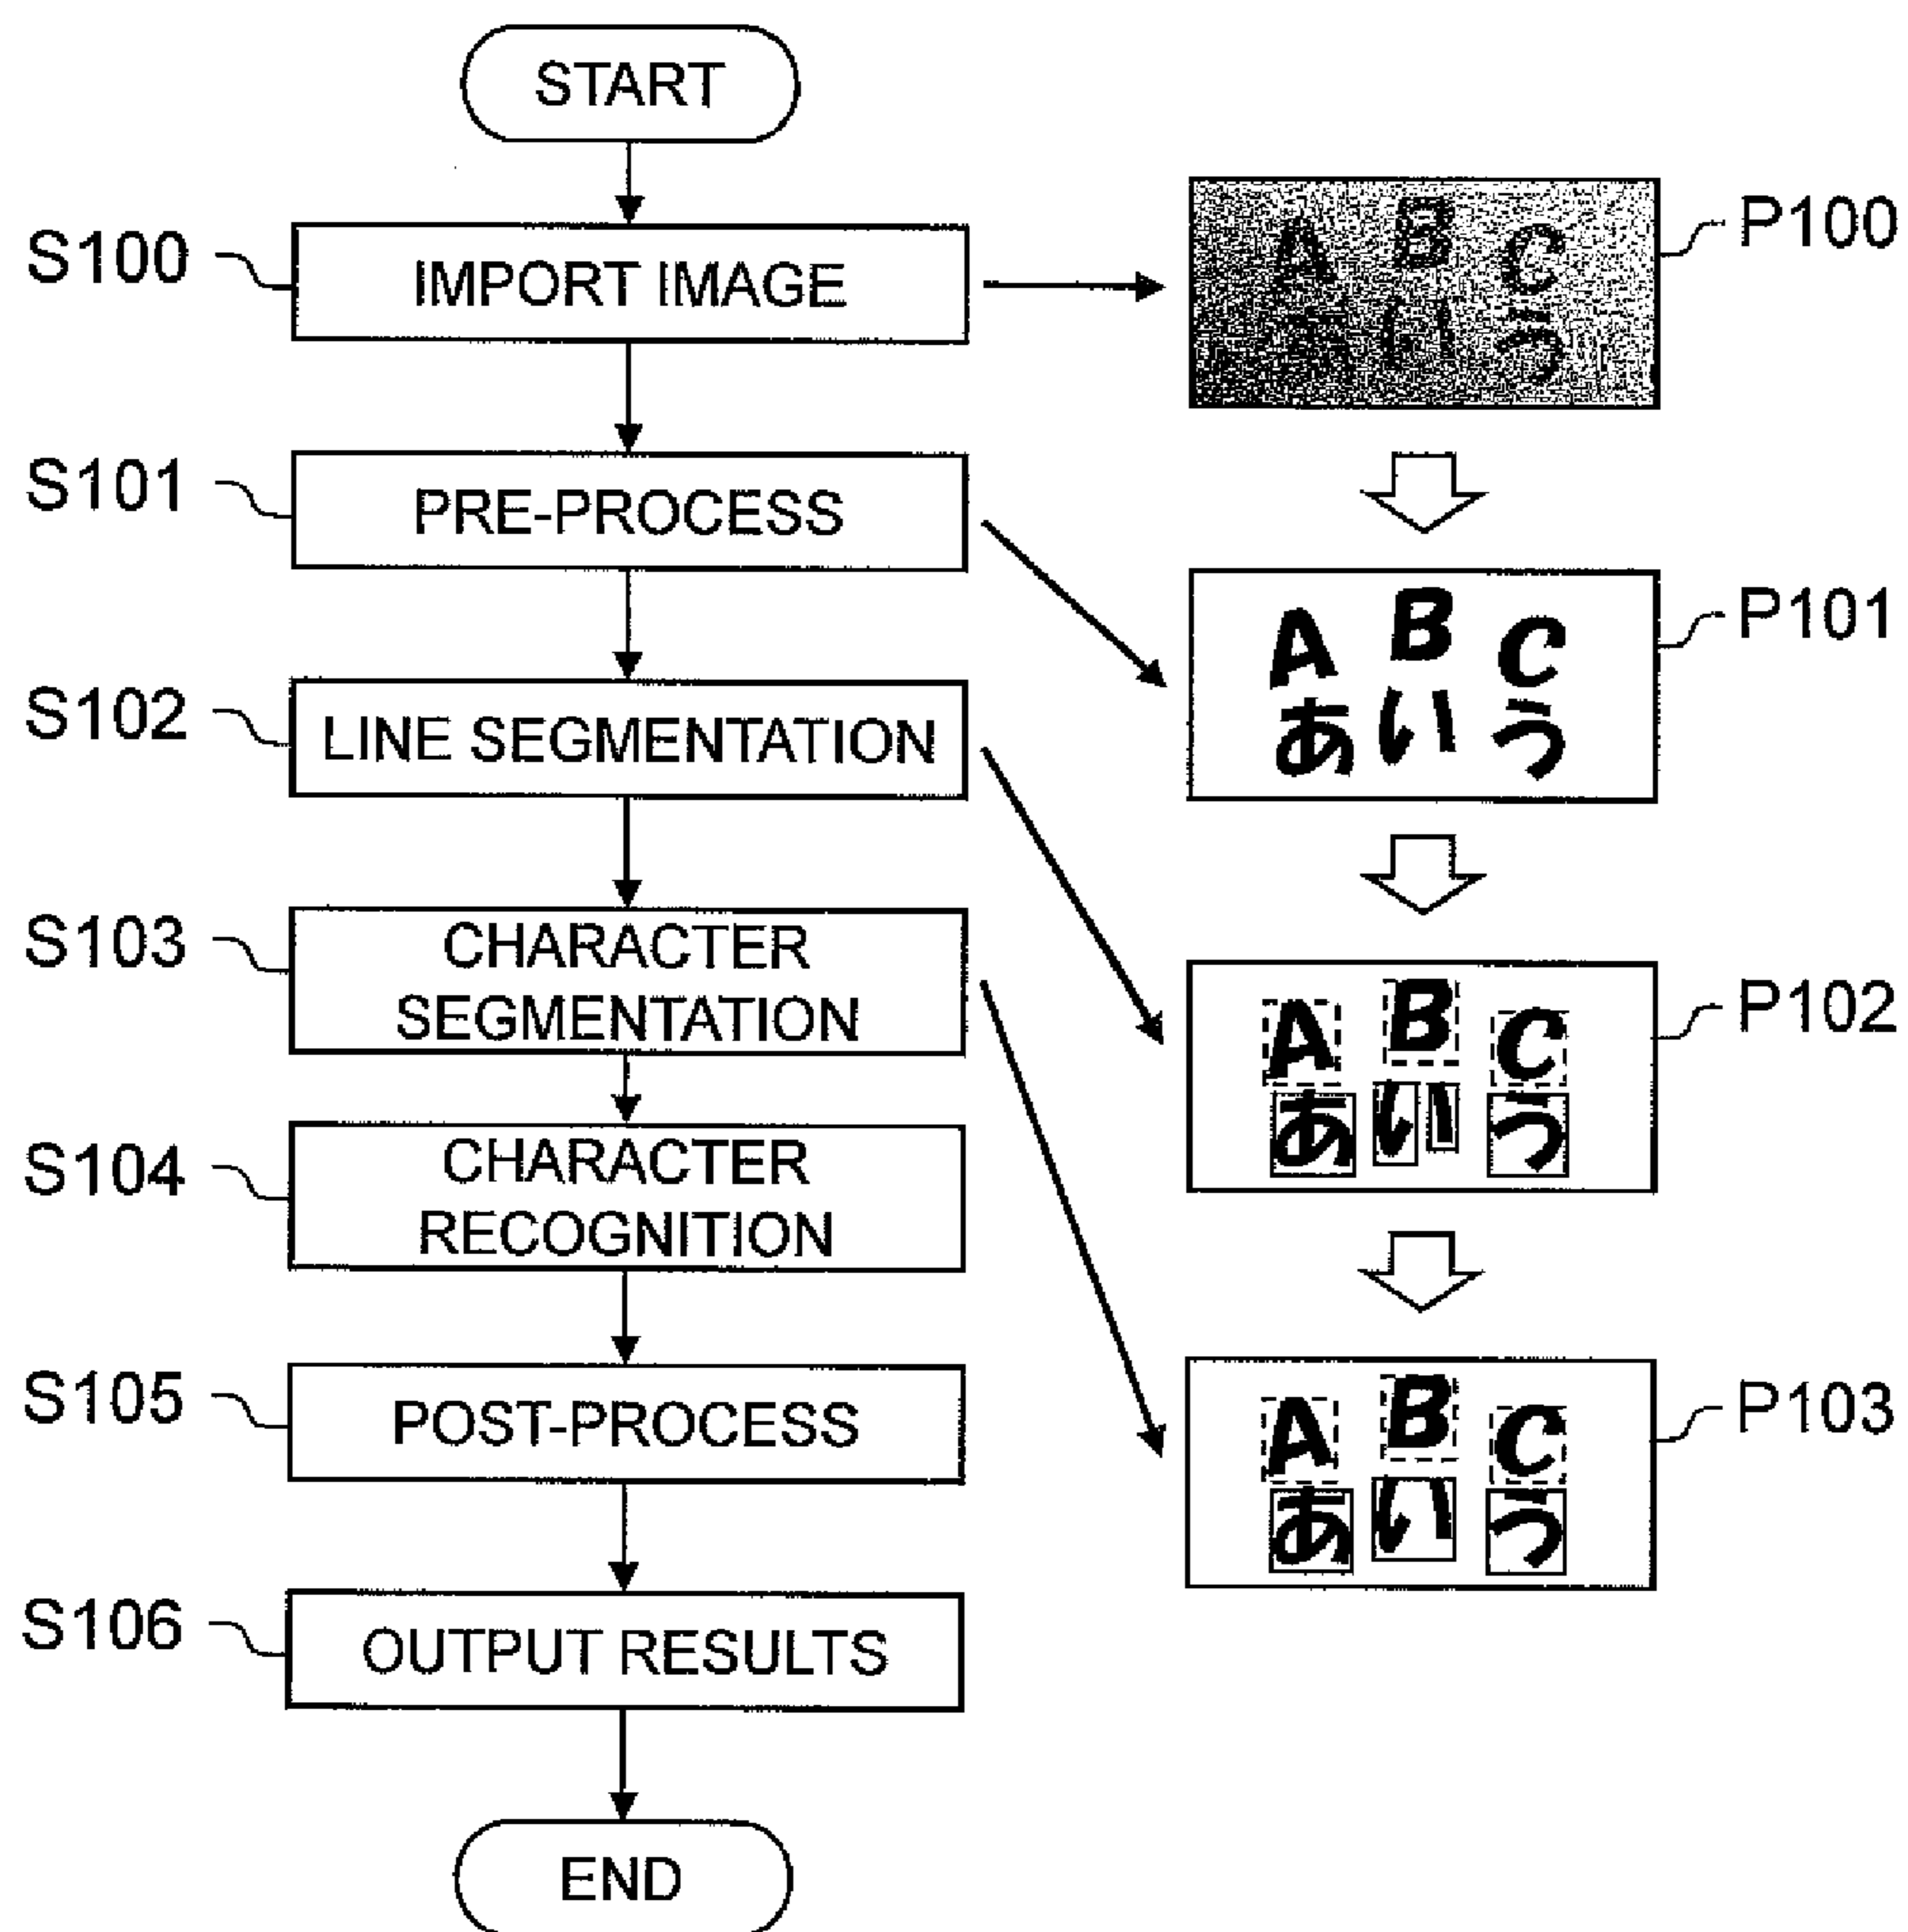 START
S100
IMPORT IMAGE
A B C
い う
P100
S101
PRE-PROCESS
A B C
あ い う
P101
S102
LINE SEGMENTATION
A B C
あ い う
P102
S103
CHARACTER
SEGMENTATION
A B C
あ い う
P103
S104
CHARACTER
RECOGNITION
S105
POST-PROCESS
S106
OUTPUT RESULTS
END